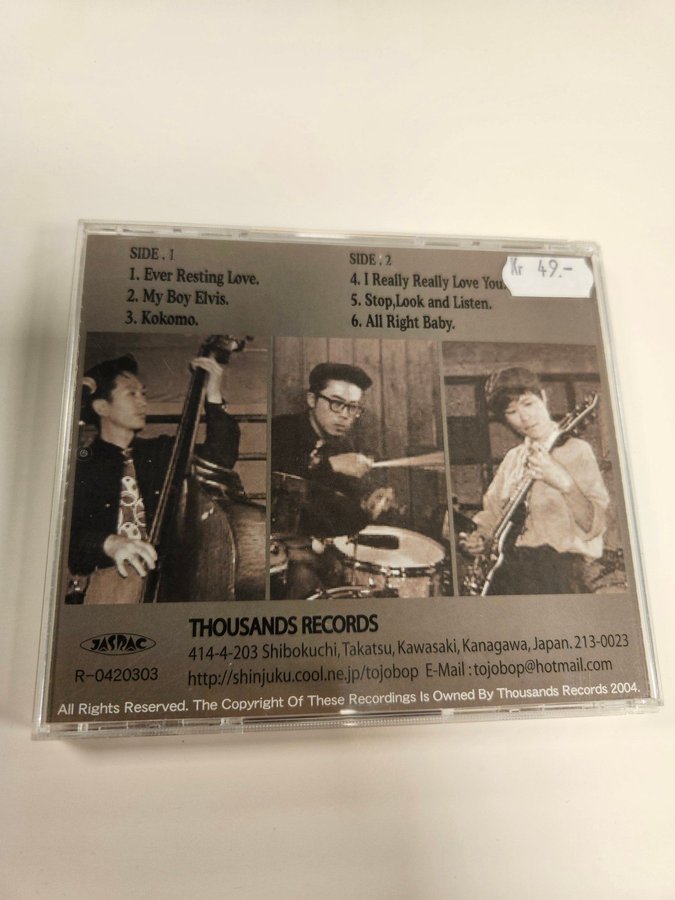 SIDE . 1
1. Ever Resting Love.
2. My Boy Elvis.
3. Kokomo.
SIDE . 2
4. I Really Really Love You
5. Stop,Look and Listen.
6. All Right Baby.
Kr 49.-
THOUSANDS RECORDS
414-4-203 Shibokuchi,Takatsu, Kawasaki, Kanagawa, Japan. 213-0023
http://shinjuku.cool.ne.jp/tojobop E-Mail : tojobop@hotmail.com
JASRAC
R-0420303
All Rights Reserved. The Copyright Of These Recordings Is Owned By Thousands Records 2004.